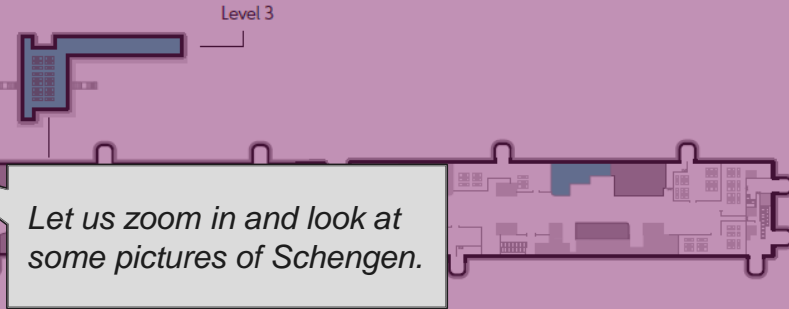 Level 3
Let us zoom in and look at
some pictures of Schengen.